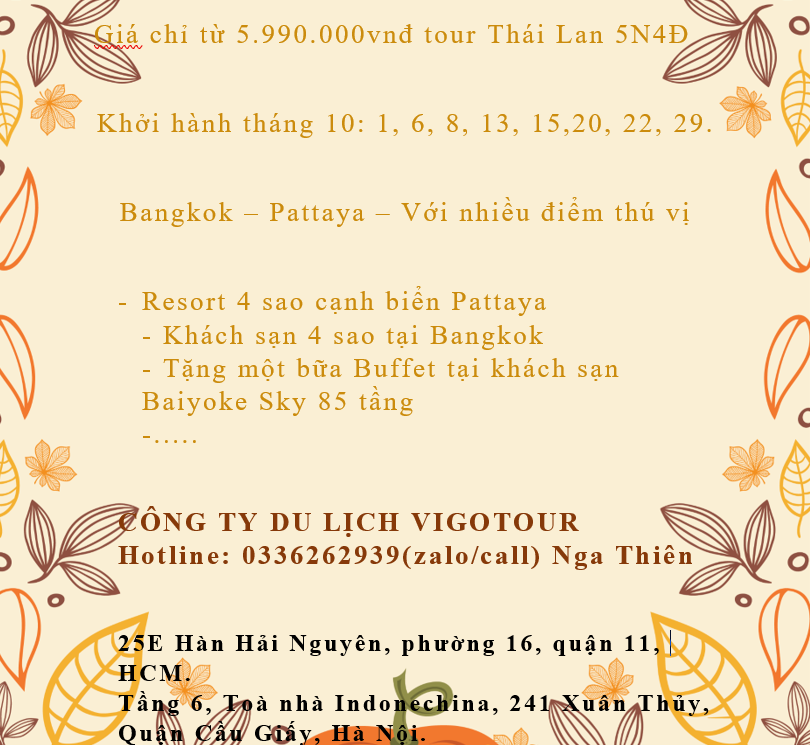 Giá chỉ từ 5.990.000vnđ tour Thái Lan 5N4Đ
Khởi hành tháng 10: 1, 6, 8, 13, 15,20, 22, 29.
Bangkok – Pattaya – Với nhiều điểm thú vị
- Resort 4 sao cạnh biển Pattaya
- Khách sạn 4 sao tại Bangkok
- Tặng một bữa Buffet tại khách sạn
Baiyoke Sky 85 tầng
-.....
CÔNG TY DU LỊCH VIGOTOUR
Hotline: 0336262939(zalo/call) Nga Thiên
25E Hàn Hải Nguyên, phường 16, quận 11,
HCM.
Tầng 6, Toà nhà Indonechina, 241 Xuân Thủy,
Quận Cầu Giấy, Hà Nội.